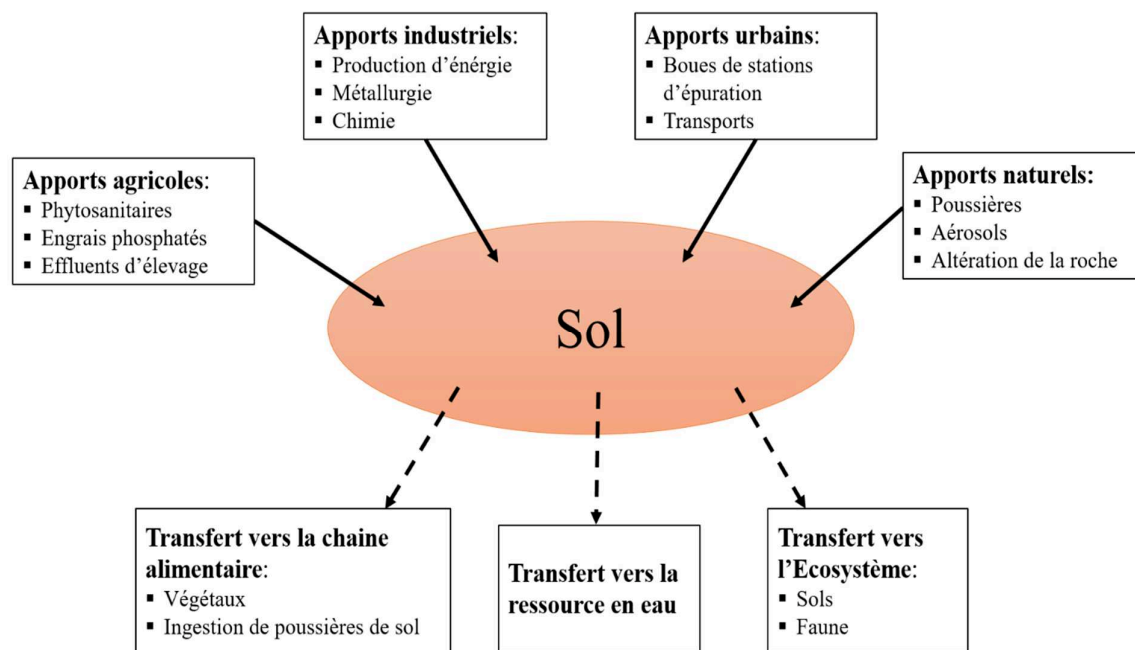 Apports industriels:
▪ Production d’énérgie
▪ Métallurgie
▪ Chimie
Apports urbains:
▪ Boues de stations
d’épuration
▪ Transports
Apports agricoles:
▪ Phytosanitaires
▪ Engrais phosphatés
▪ Effluents d’élevage
Apports naturels:
▪ Poussières
▪ Aérosols
▪ Altération de la roche
Sol
Transfert vers la chaine
alimentaire:
▪ Végétaux
▪ Ingestion de poussières de sol
Transfert vers la
ressource en eau
Transfert vers
l’Ecosystème:
▪ Sols
▪ Faune